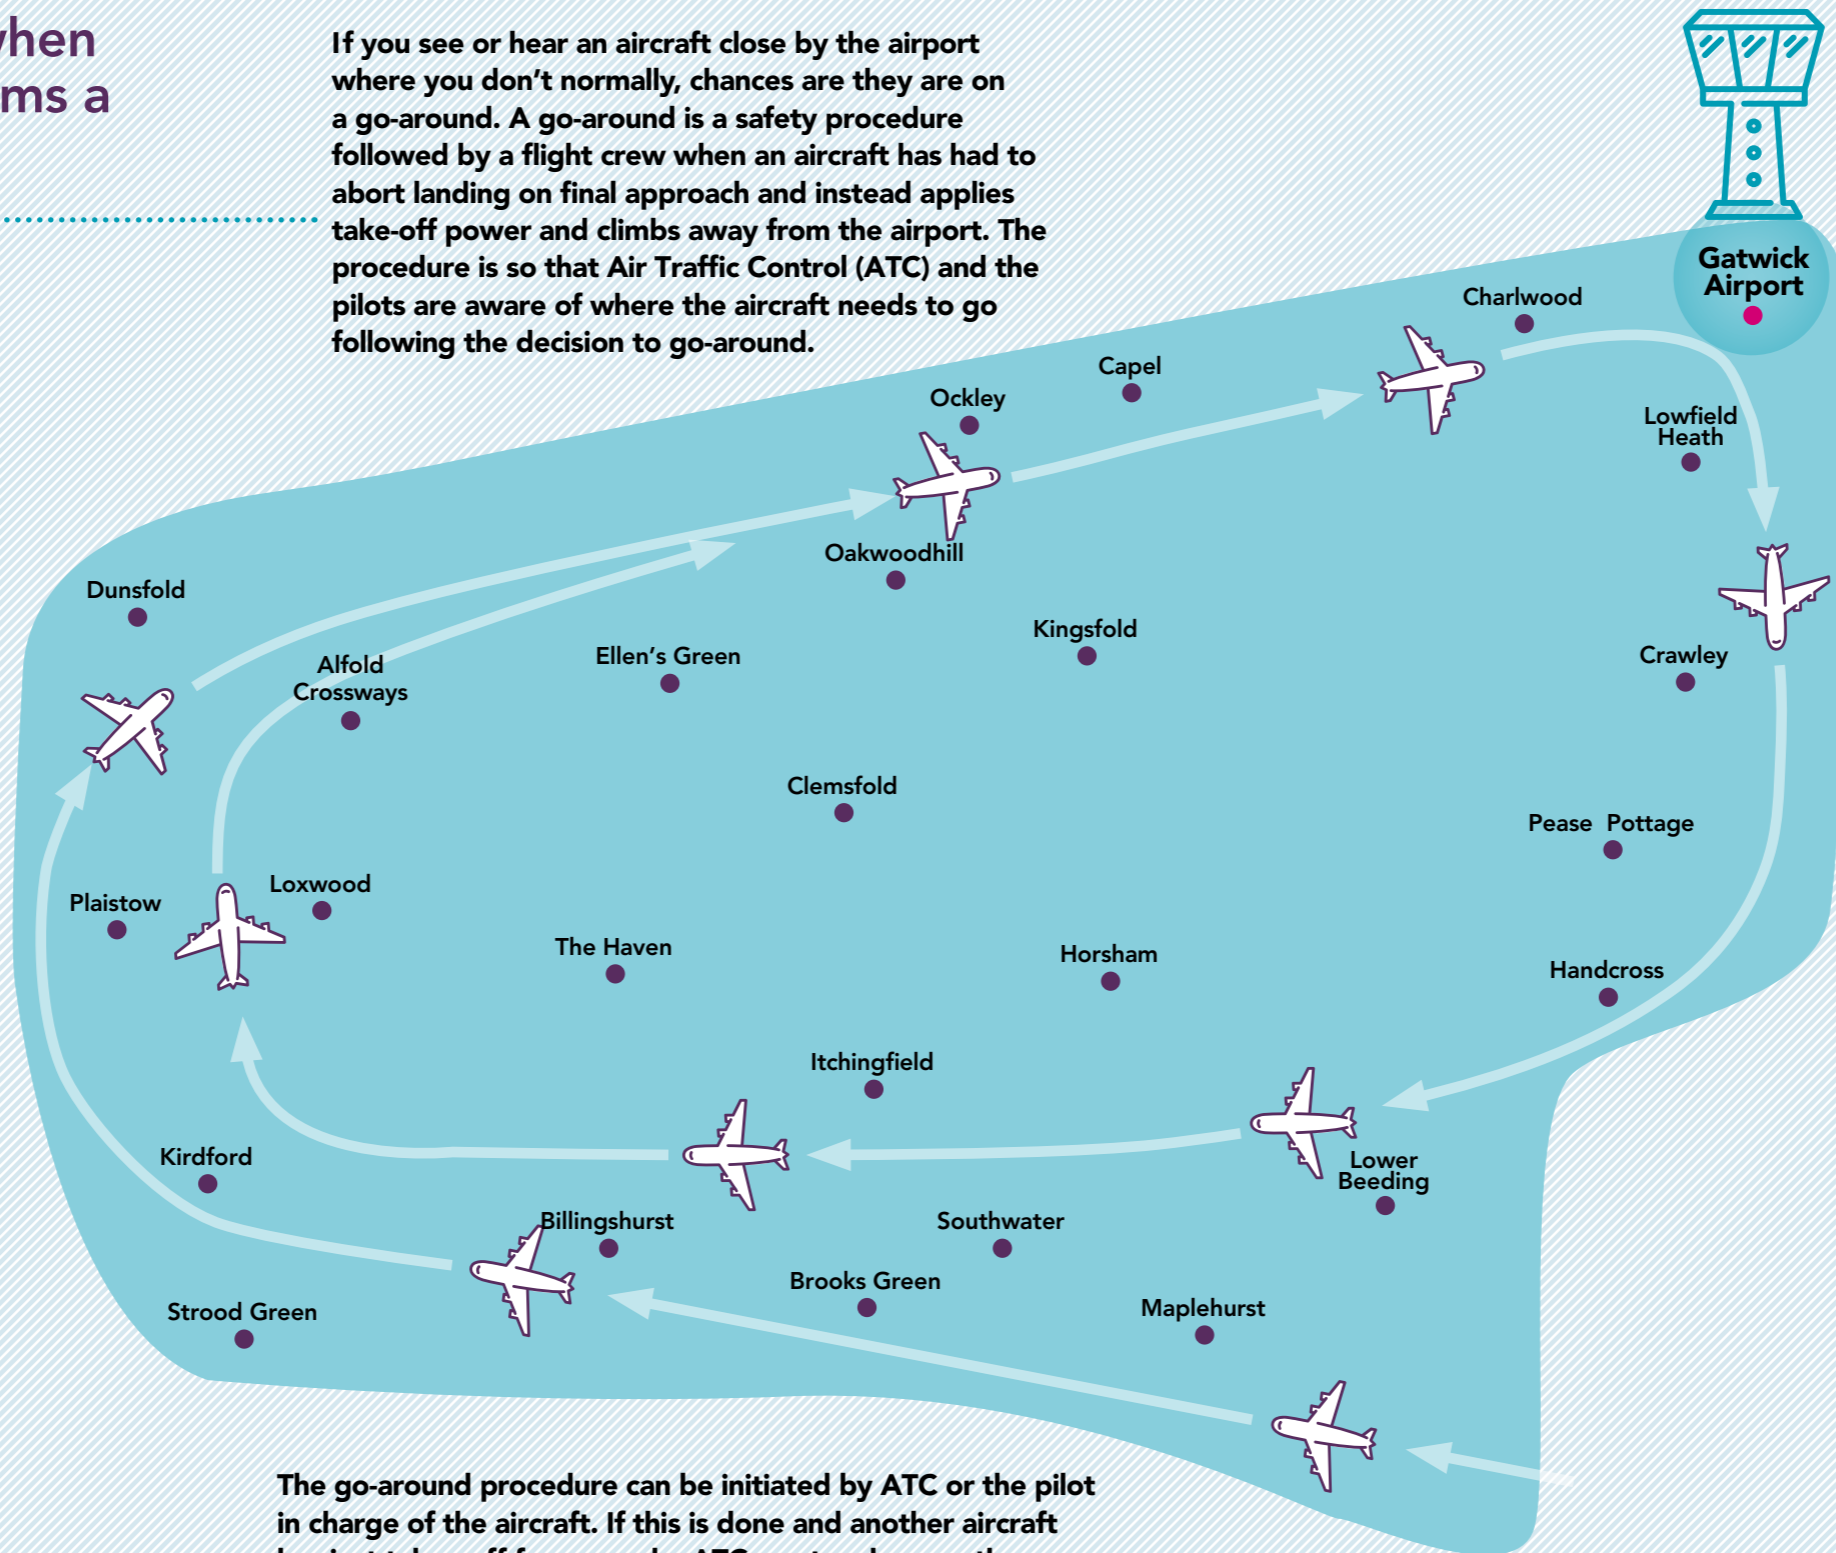 ms a
If you see or hear an aircraft close by the airport
where you don't normally, chances are they are on
a go-around. A go-around is a safety procedure
followed by a flight crew when an aircraft has had to
abort landing on final approach and instead applies
take-off power and climbs away from the airport. The
procedure is so that Air Traffic Control (ATC) and the
pilots are aware of where the aircraft needs to go
following the decision to go-around.
Gatwick
Airport
Charlwood
Capel
Ockley
Lowfield
Heath
Oakwoodhill
Dunsfold
Kingsfold
Ellen's Green
Crawley
Alfold
Crossways
Clemsfold
Pease Pottage
Loxwood
Plaistow
The Haven
Horsham
Handcross
Itchingfield
Kirdford
Lower
Beeding
Billingshurst
Southwater
Brooks Green
Strood Green
Maplehurst
The go-around procedure can be initiated by ATC or the pilot
in charge of the aircraft. If this is done and another aircraft